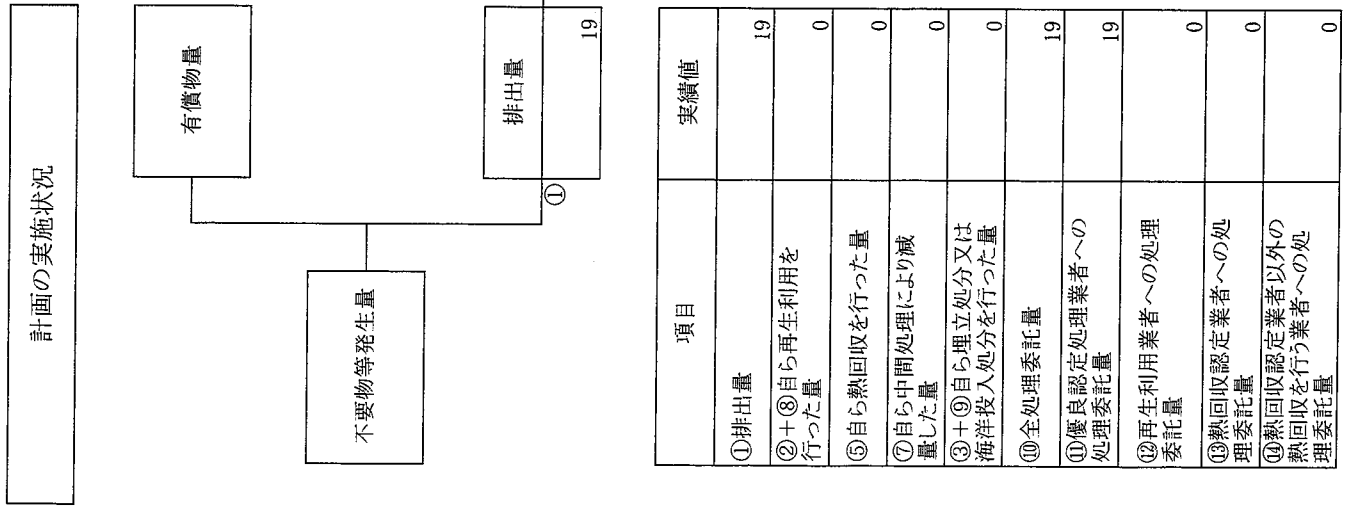 計画の実施状況
不要物等発生量
有償物量
①
排出量
19
項目
実績値
①排出量
19
②+⑧自ら再生利用を
行った量
0
⑤自ら熱回収を行った量
0
⑦自ら中間処理により減
量した量
0
③+⑨自ら埋立処分又は
海洋投入処分を行った量
0
⑩全処理委託量
19
⑪優良認定処理業者への
処理委託量
19
⑫再生利用業者への処理
委託量
0
⑬熱回収認定業者への処
理委託量
0
⑭熱回収認定業者以外の
熱回収を行う業者への処
理委託量
0